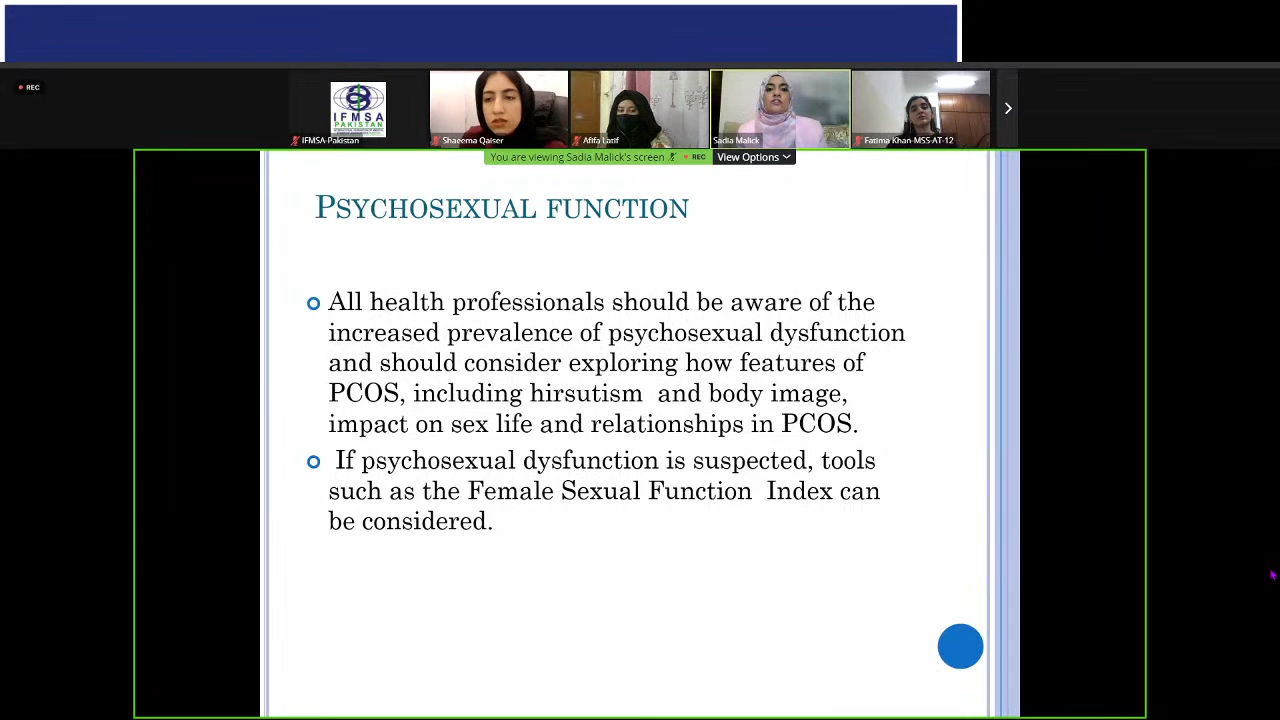 REC
IFMSA
PAKISTAN
IFMSA-Pakistan
Shaeema Qaiser
Afifa Latif
Sadia Malick
Fatima Khan-MSS-AT-12
You are viewing Sadia Malick's screen
REC
View Options
PSYCHOSEXUAL FUNCTION
All health professionals should be aware of the
increased prevalence of psychosexual dysfunction
and should consider exploring how features of
PCOS, including hirsutism and body image,
impact on sex life and relationships in PCOS.
If psychosexual dysfunction is suspected, tools
such as the Female Sexual Function Index can
be considered.